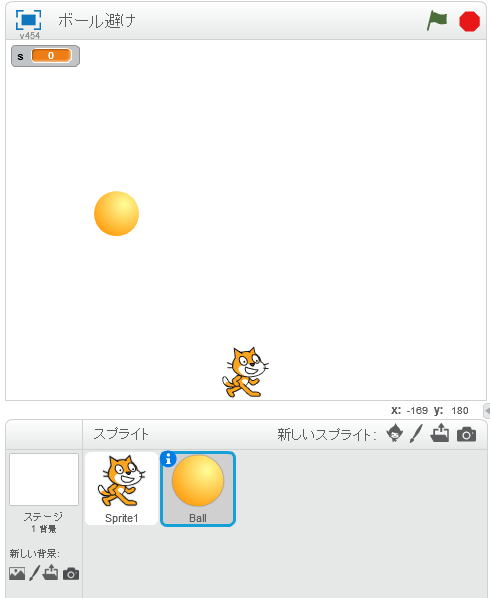 ボール避け
v454
s 0
x: -169 y: 180
スプライト
新しいスプライト:
Sprite1
Ball
ステージ
1 背景
新しい背景: